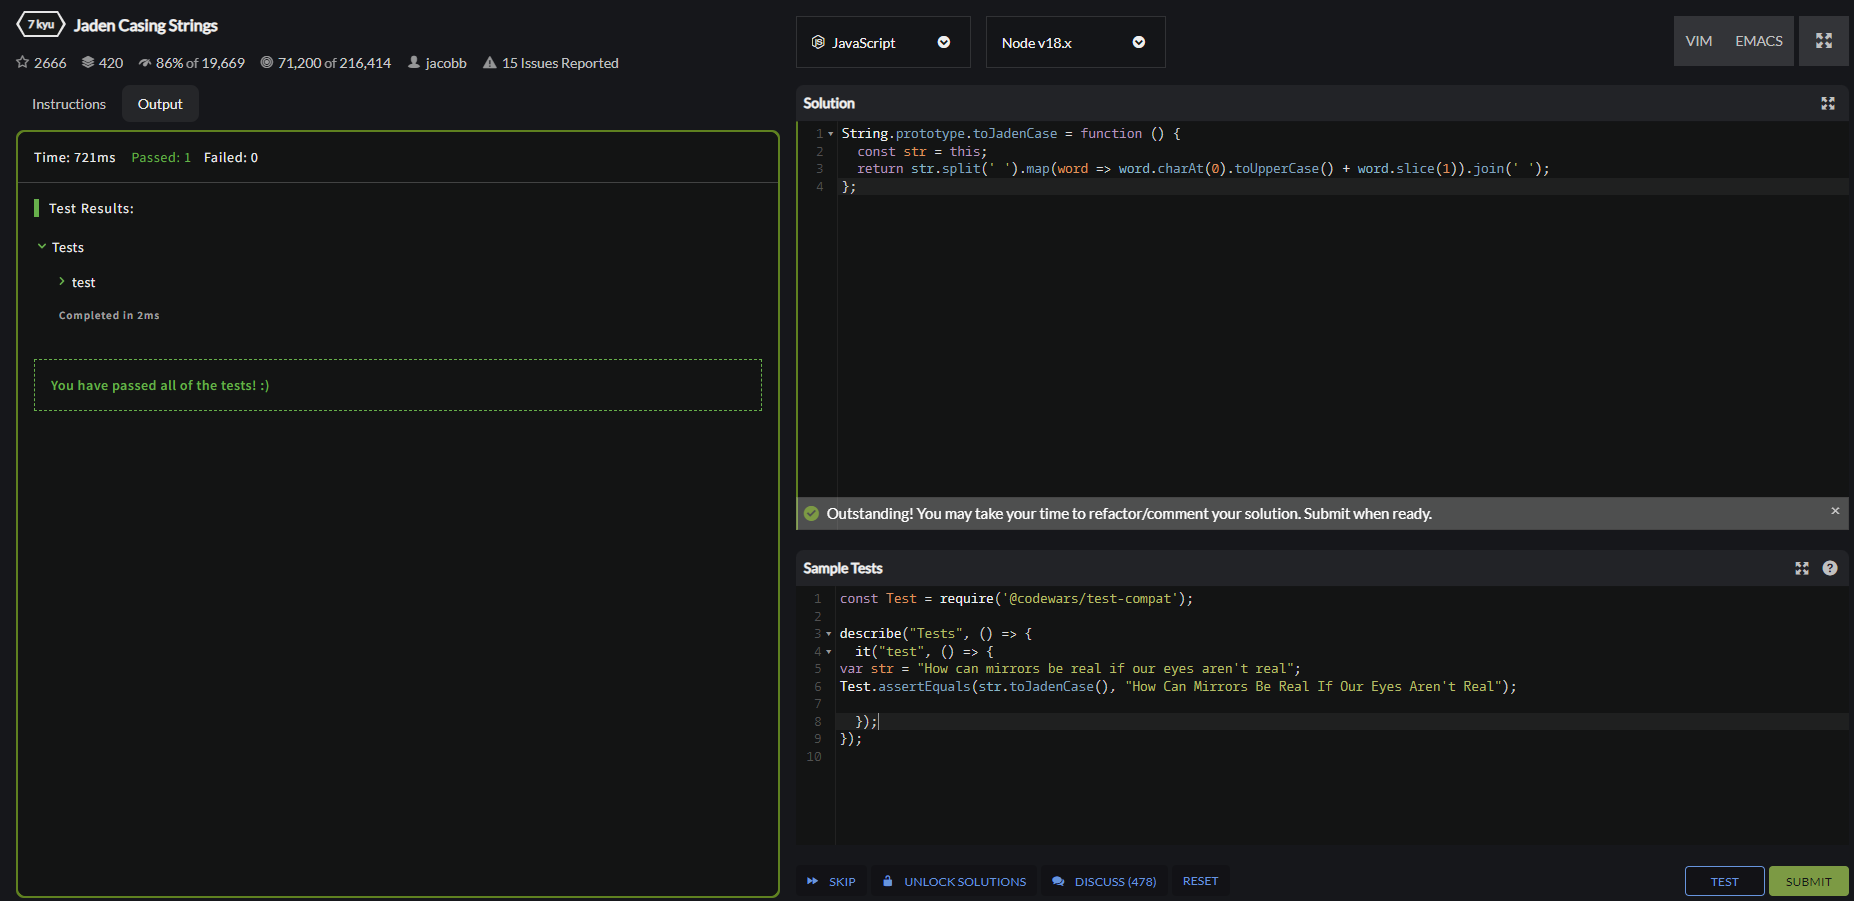 7 kyu Jaden Casing Strings
2666 420 86% of 19,669 71,200 of 216,414 jacobb 15 Issues Reported
Instructions Output
Time: 721ms Passed: 1 Failed: 0
Test Results:
Tests
test
Completed in 2ms
You have passed all of the tests! :)
JavaScript Node v18.x VIM EMACS
Solution
1 String.prototype.toJadenCase = function () {
2   const str = this;
3   return str.split(' ').map(word => word.charAt(0).toUpperCase() + word.slice(1)).join(' ');
4 };
Outstanding! You may take your time to refactor/comment your solution. Submit when ready. ×
Sample Tests ?
1 const Test = require('@codewars/test-compat');
2
3 describe("Tests", () => {
4   it("test", () => {
5 var str = "How can mirrors be real if our eyes aren't real";
6 Test.assertEquals(str.toJadenCase(), "How Can Mirrors Be Real If Our Eyes Aren't Real");
7
8   });
9 });
10
SKIP UNLOCK SOLUTIONS DISCUSS (478) RESET TEST SUBMIT